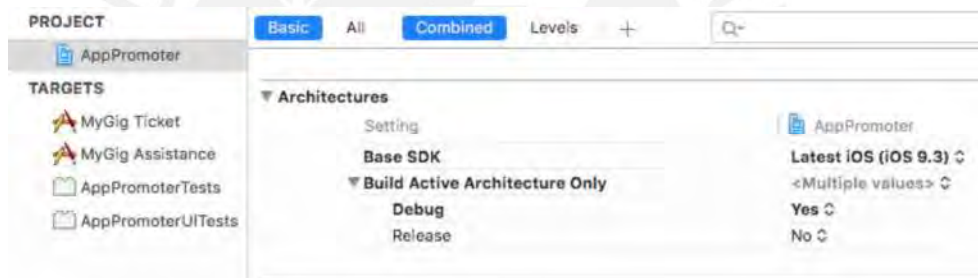 PROJECT
AppPromoter
TARGETS
MyGig Ticket
MyGig Assistance
AppPromoterTests
AppPromoterUITests
Basic All Combined Levels +
Architectures
Setting AppPromoter
Base SDK Latest iOS (iOS 9.3)
Build Active Architecture Only <Multiple values>
Debug Yes
Release No